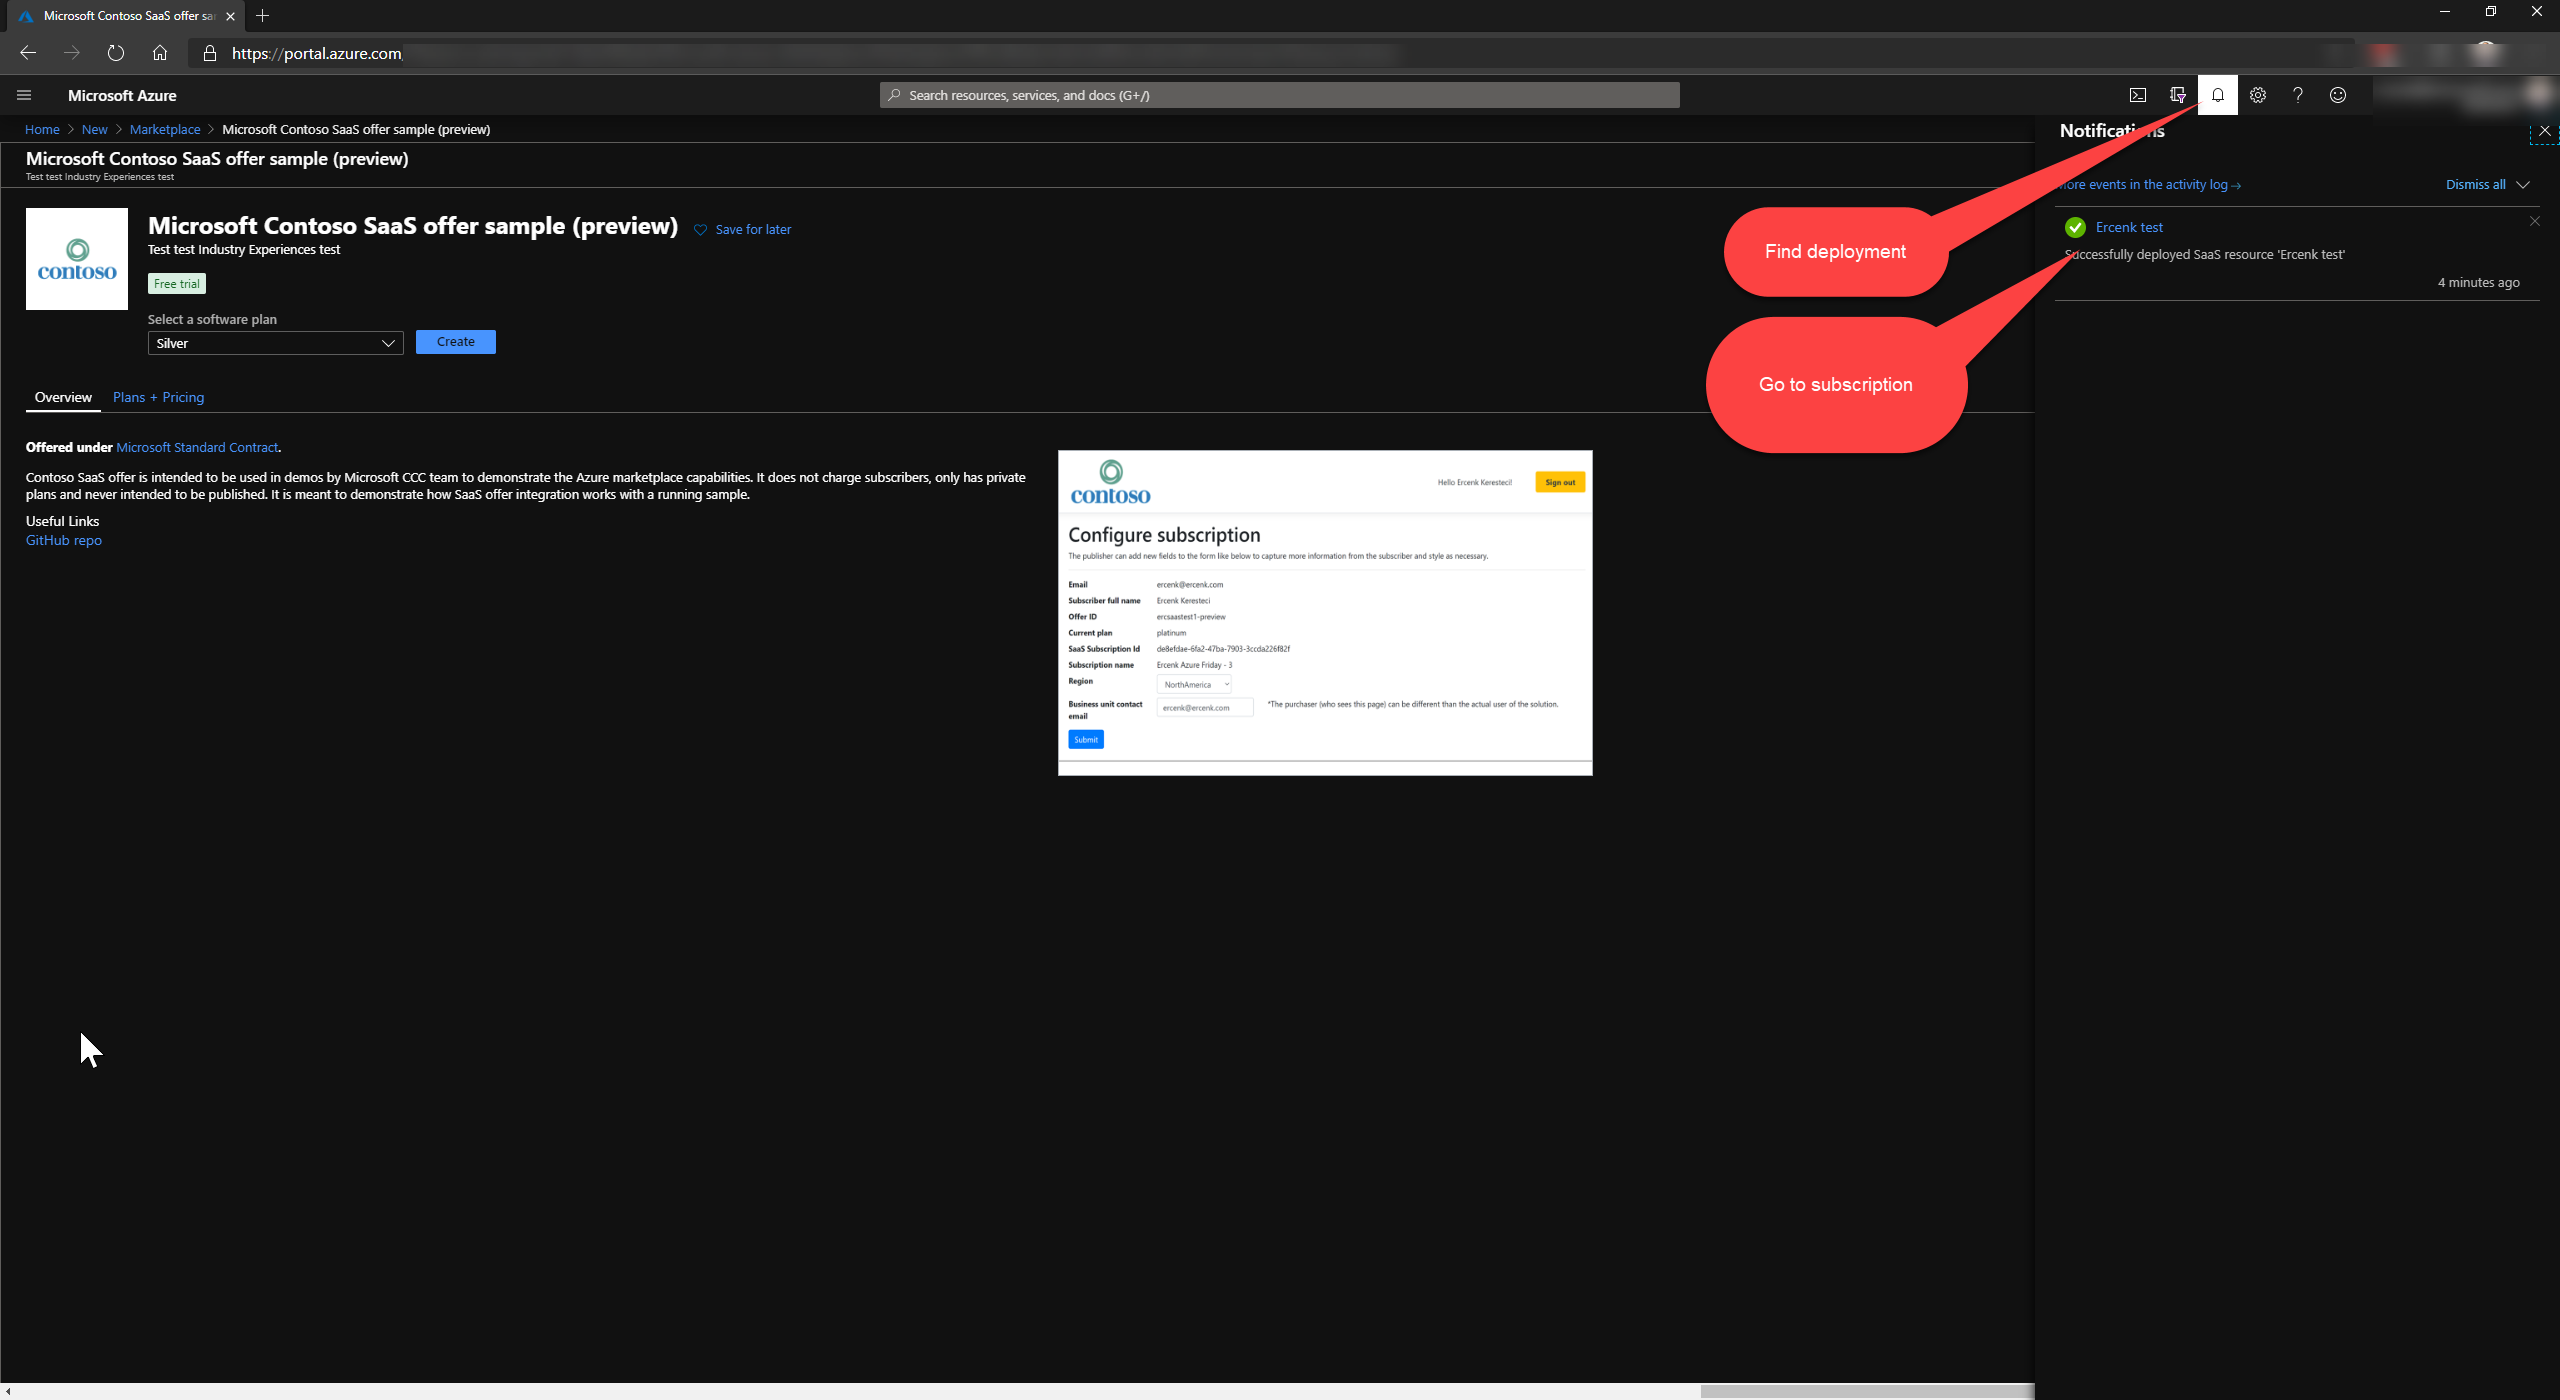 Microsoft Contoso SaaS offer sa
https://portal.azure.com
Microsoft Azure
Search resources, services, and docs (G+/)
Home > New > Marketplace > Microsoft Contoso SaaS offer sample (preview)
Microsoft Contoso SaaS offer sample (preview)
Test test Industry Experiences test
contoso
Microsoft Contoso SaaS offer sample (preview)
Save for later
Test test Industry Experiences test
Free trial
Select a software plan
Silver
Create
Overview
Plans + Pricing
Offered under Microsoft Standard Contract.
Contoso SaaS offer is intended to be used in demos by Microsoft CCC team to demonstrate the Azure marketplace capabilities. It does not charge subscribers, only has private
plans and never intended to be published. It is meant to demonstrate how SaaS offer integration works with a running sample.
Useful Links
GitHub repo
contoso
Hello Ercenk Keresteci!
Sign out
Configure subscription
The publisher can add new fields to the form like below to capture more information from the subscriber and style as necessary.
Email ercenk@ercenk.com
Subscriber full name Ercenk Keresteci
Offer ID ercsaastest1-preview
Current plan platinum
SaaS Subscription Id de8efdae-6fa2-47ba-7903-3ccda226f82f
Subscription name Ercenk Azure Friday - 3
Region NorthAmerica
Business unit contact
email
ercenk@ercenk.com
*The purchaser (who sees this page) can be different than the actual user of the solution.
Submit
Find deployment
Go to subscription
Notifications
More events in the activity log →
Dismiss all
Ercenk test
Successfully deployed SaaS resource 'Ercenk test'
4 minutes ago